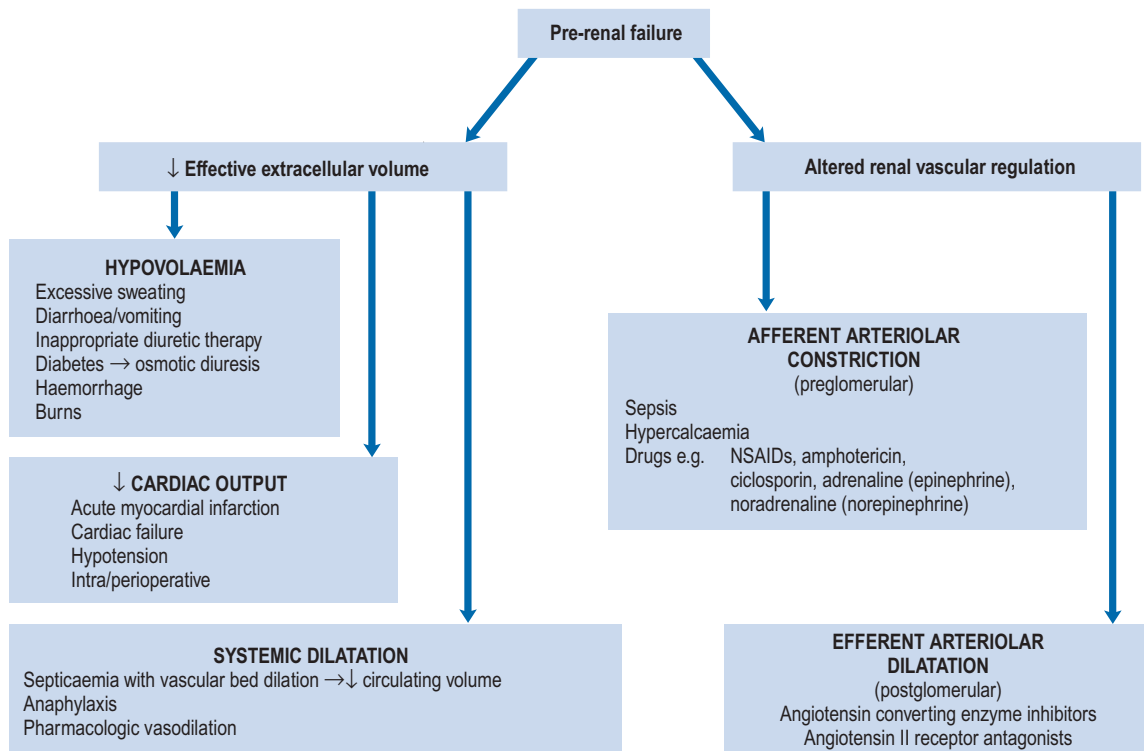 Pre-renal failure
↓ Effective extracellular volume
Altered renal vascular regulation
HYPOVOLAEMIA
Excessive sweating
Diarrhoea/vomiting
Inappropriate diuretic therapy
Diabetes → osmotic diuresis
Haemorrhage
Burns
↓ CARDIAC OUTPUT
Acute myocardial infarction
Cardiac failure
Hypotension
Intra/perioperative
SYSTEMIC DILATATION
Septicaemia with vascular bed dilation →↓ circulating volume
Anaphylaxis
Pharmacologic vasodilation
AFFERENT ARTERIOLAR
CONSTRICTION
(preglomerular)
Sepsis
Hypercalcaemia
Drugs e.g. NSAIDs, amphotericin,
ciclosporin, adrenaline (epinephrine),
noradrenaline (norepinephrine)
EFFERENT ARTERIOLAR
DILATATION
(postglomerular)
Angiotensin converting enzyme inhibitors
Angiotensin II receptor antagonists